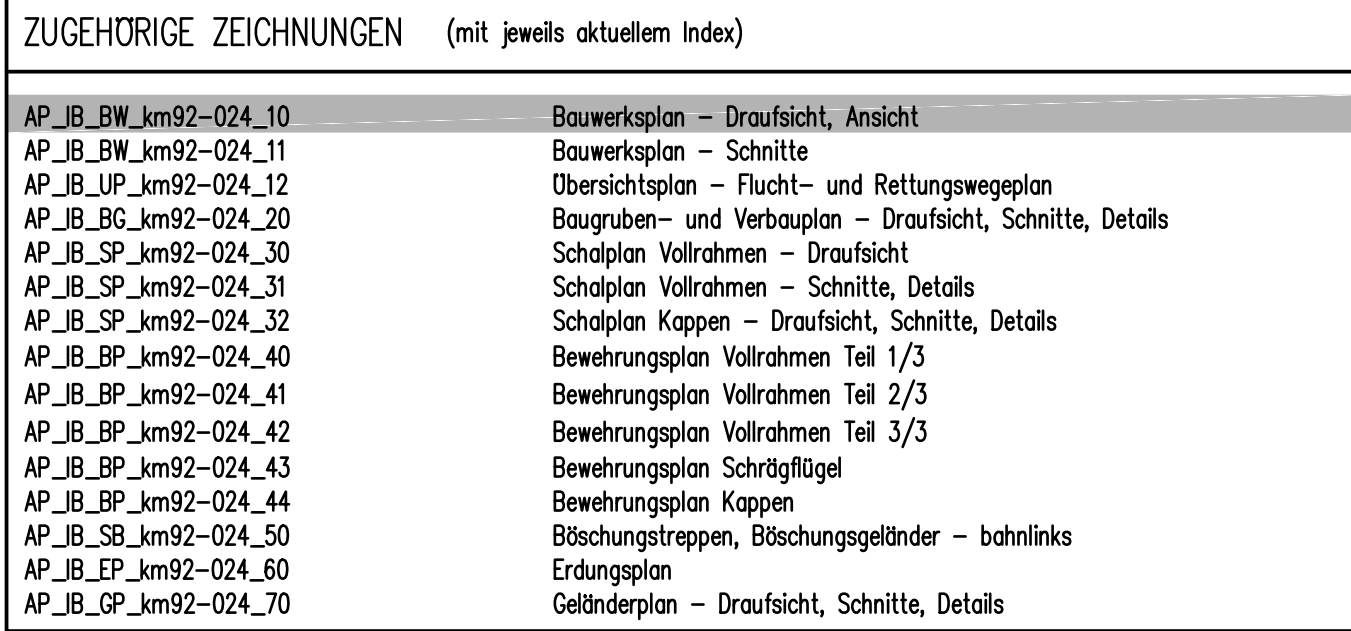 ZUGEHÖRIGE ZEICHNUNGEN (mit jeweils aktuellem Index)
AP_IB_BW_km92-024_10 Bauwerksplan - Draufsicht, Ansicht
AP_IB_BW_km92-024_11 Bauwerksplan - Schnitte
AP_IB_UP_km92-024_12 Übersichtsplan - Flucht- und Rettungswegeplan
AP_IB_BG_km92-024_20 Baugruben- und Verbauplan - Draufsicht, Schnitte, Details
AP_IB_SP_km92-024_30 Schalplan Vollrahmen - Draufsicht
AP_IB_SP_km92-024_31 Schalplan Vollrahmen - Schnitte, Details
AP_IB_SP_km92-024_32 Schalplan Kappen - Draufsicht, Schnitte, Details
AP_IB_BP_km92-024_40 Bewehrungsplan Vollrahmen Teil 1/3
AP_IB_BP_km92-024_41 Bewehrungsplan Vollrahmen Teil 2/3
AP_IB_BP_km92-024_42 Bewehrungsplan Vollrahmen Teil 3/3
AP_IB_BP_km92-024_43 Bewehrungsplan Schrägflügel
AP_IB_BP_km92-024_44 Bewehrungsplan Kappen
AP_IB_SB_km92-024_50 Böschungstreppen, Böschungsgeländer - bahnlinks
AP_IB_EP_km92-024_60 Erdungsplan
AP_IB_GP_km92-024_70 Geländerplan - Draufsicht, Schnitte, Details